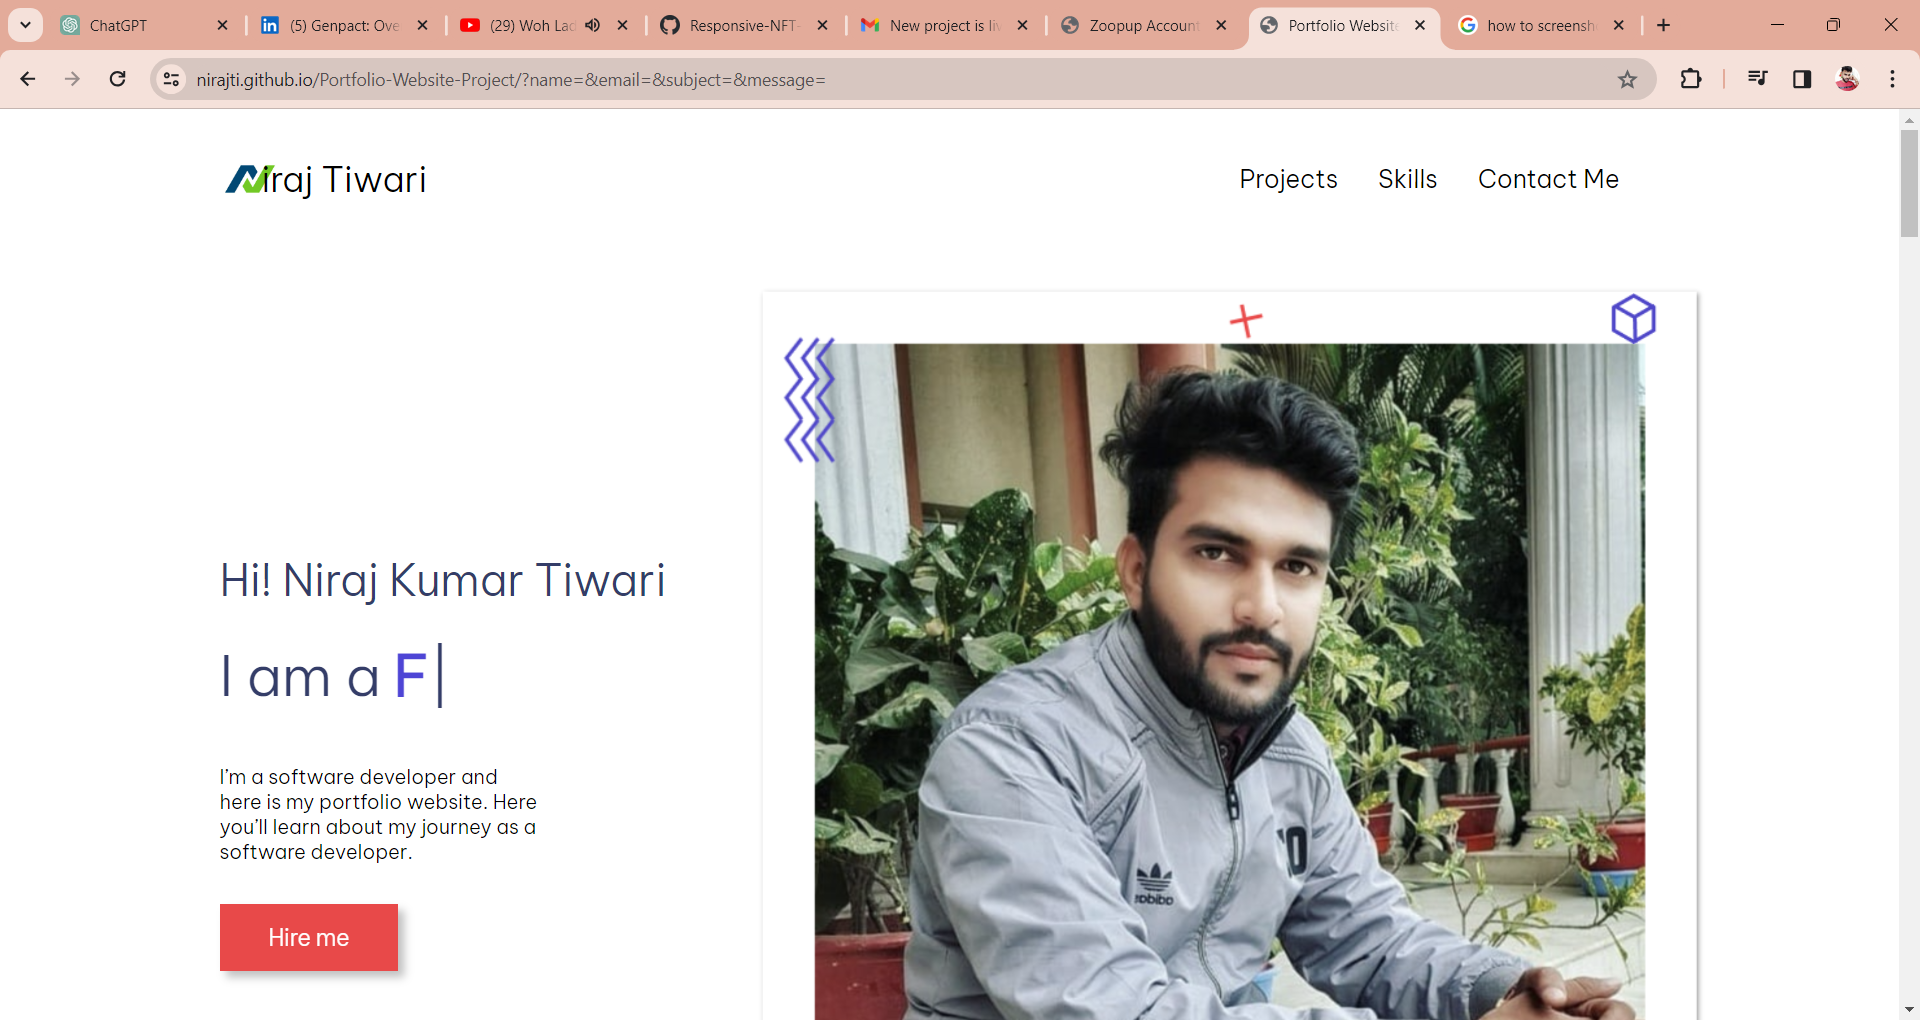 ChatGPT
(5) Genpact: Ove
(29) Woh Lad
Responsive-NFT-
New project is liv
Zoopup Account
Portfolio Website
how to screensh
nirajti.github.io/Portfolio-Website-Project/?name=&email=&subject=&message=
Niraj Tiwari
Projects
Skills
Contact Me
Hi! Niraj Kumar Tiwari
I am a F
I'm a software developer and
here is my portfolio website. Here
you'll learn about my journey as a
software developer.
Hire me
adidas